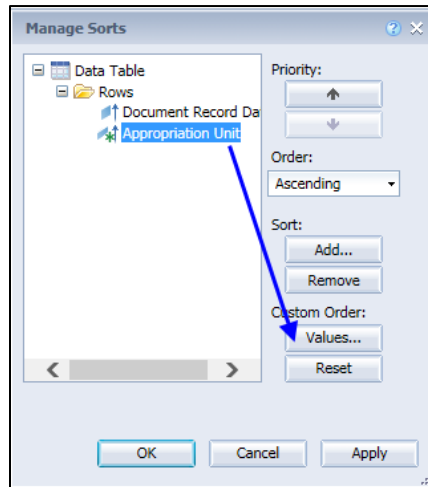 Manage Sorts
Data Table
Rows
Document Record Da
Appropriation Unit
Priority:
Order:
Ascending
Sort:
Add...
Remove
Custom Order:
Values...
Reset
OK
Cancel
Apply